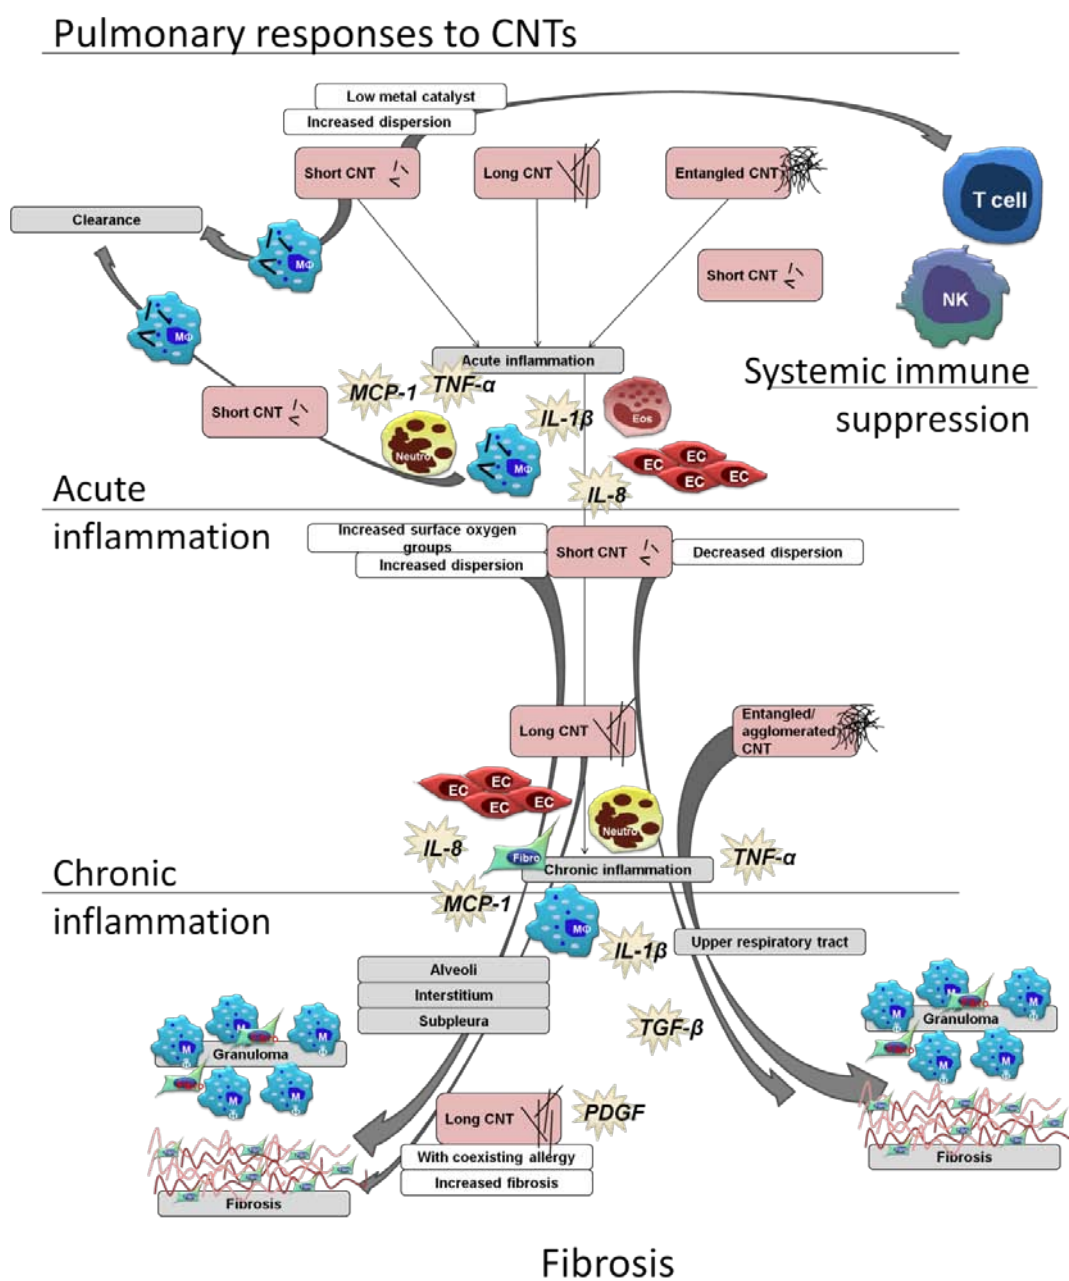 Pulmonary responses to CNTs
Low metal catalyst
Increased dispersion
Short CNT
Long CNT
Entangled CNT
T cell
Clearance
MΦ
Short CNT
NK
MΦ
Acute inflammation
Systemic immune
suppression
MCP-1
TNF-α
Short CNT
IL-1β
Eos
Neutro
MΦ
EC
EC
EC
EC
IL-8
Acute
inflammation
Increased surface oxygen
groups
Increased dispersion
Short CNT
Decreased dispersion
Long CNT
Entangled/
agglomerated
CNT
EC
EC
EC
EC
Neutro
IL-8
Fibro
Chronic inflammation
TNF-α
Chronic
inflammation
MCP-1
MΦ
IL-1β
Upper respiratory tract
Alveoli
Interstitium
Subpleura
TGF-β
M
M
Granuloma
M
M
M
M
Granuloma
M
M
Long CNT
PDGF
With coexisting allergy
Increased fibrosis
Fibrosis
Fibrosis
Fibrosis